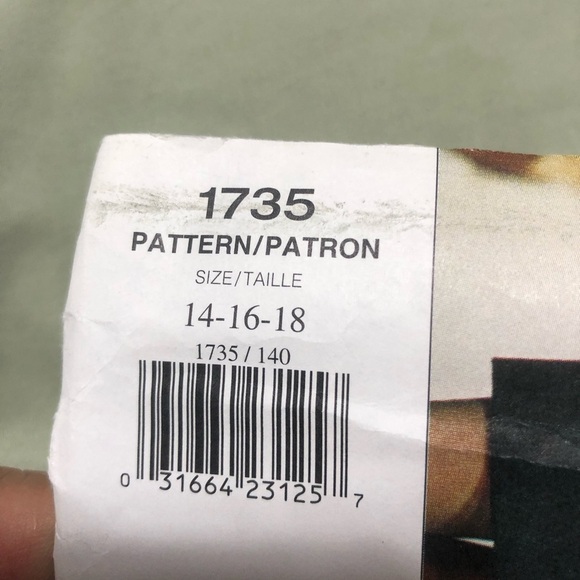 1735
PATTERN/PATRON
SIZE/TAILLE
14-16-18
1735/140
0 31664 23125 7